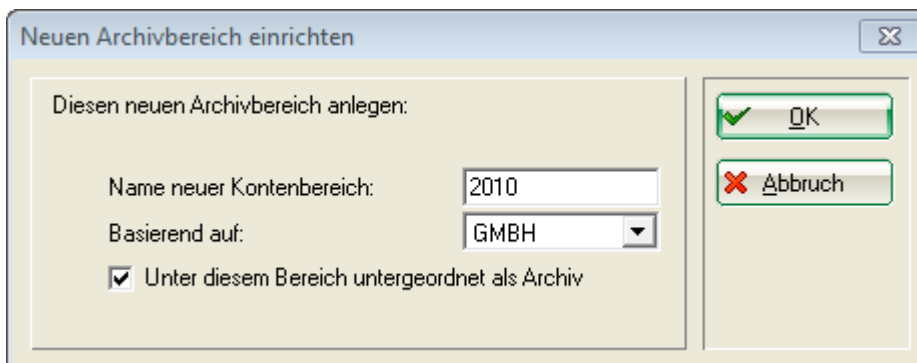 Neuen Archivbereich einrichten
Diesen neuen Archivbereich anlegen:
OK
Name neuer Kontenbereich: 2010
Abbruch
Basierend auf: GMBH
Unter diesem Bereich untergeordnet als Archiv